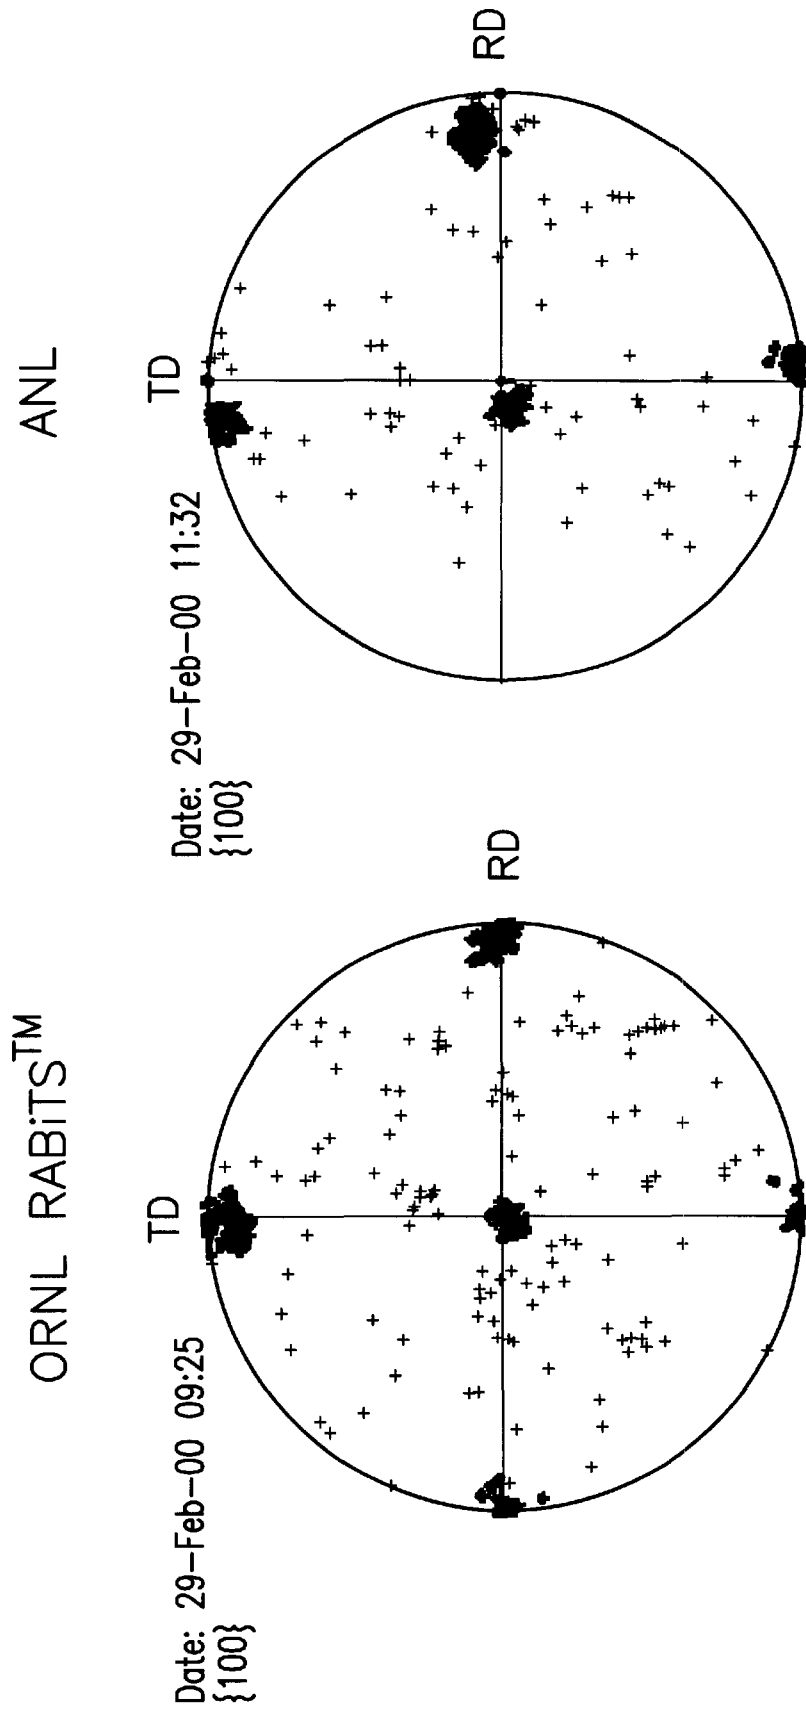 ORNL RABiTS™
Date: 29-Feb-00 09:25
{100}
TD
RD
ANL
Date: 29-Feb-00 11:32
{100}
TD
RD